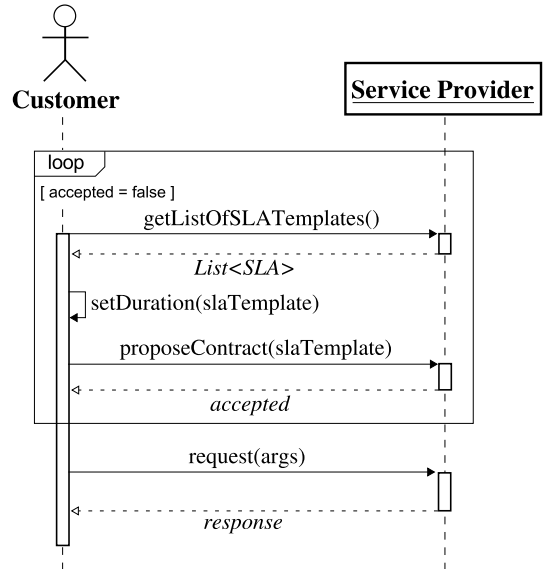 Customer
Service Provider
loop
[ accepted = false ]
getListOfSLATemplates()
List<SLA>
setDuration(slaTemplate)
proposeContract(slaTemplate)
accepted
request(args)
response